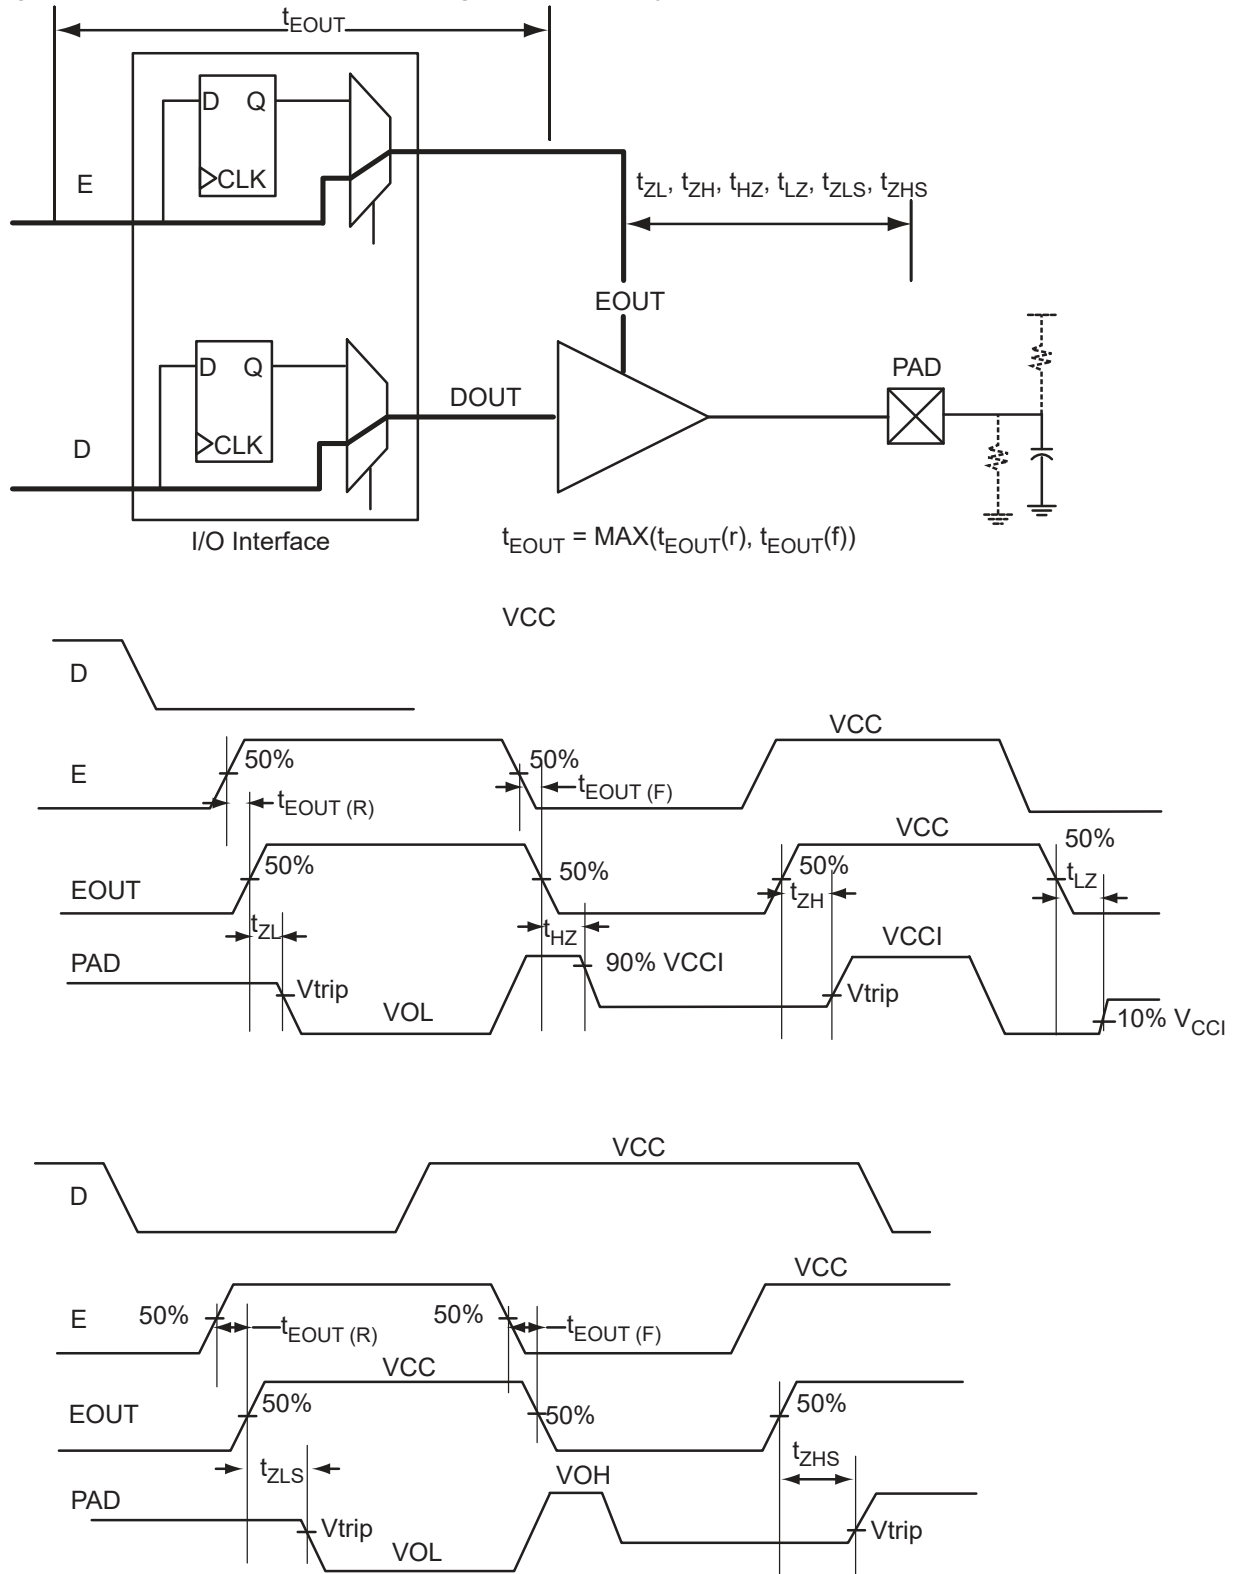 tEOUT
D Q
CLK
E
tZL, tZH, tHZ, tLZ, tZLS, tZHS
EOUT
D Q
CLK
DOUT
PAD
D
I/O Interface
tEOUT = MAX(tEOUT(r), tEOUT(f))
VCC
D
VCC
E
50%
50%
tEOUT (R)
tEOUT (F)
VCC
50%
EOUT
50%
50%
50%
tZH
tLZ
tZL
tHZ
VCCI
PAD
90% VCCI
Vtrip
VOL
Vtrip
10% VCCI
VCC
D
VCC
E
50%
tEOUT (R)
50%
tEOUT (F)
VCC
EOUT
50%
50%
50%
tZLS
tZHS
VOH
PAD
Vtrip
VOL
Vtrip